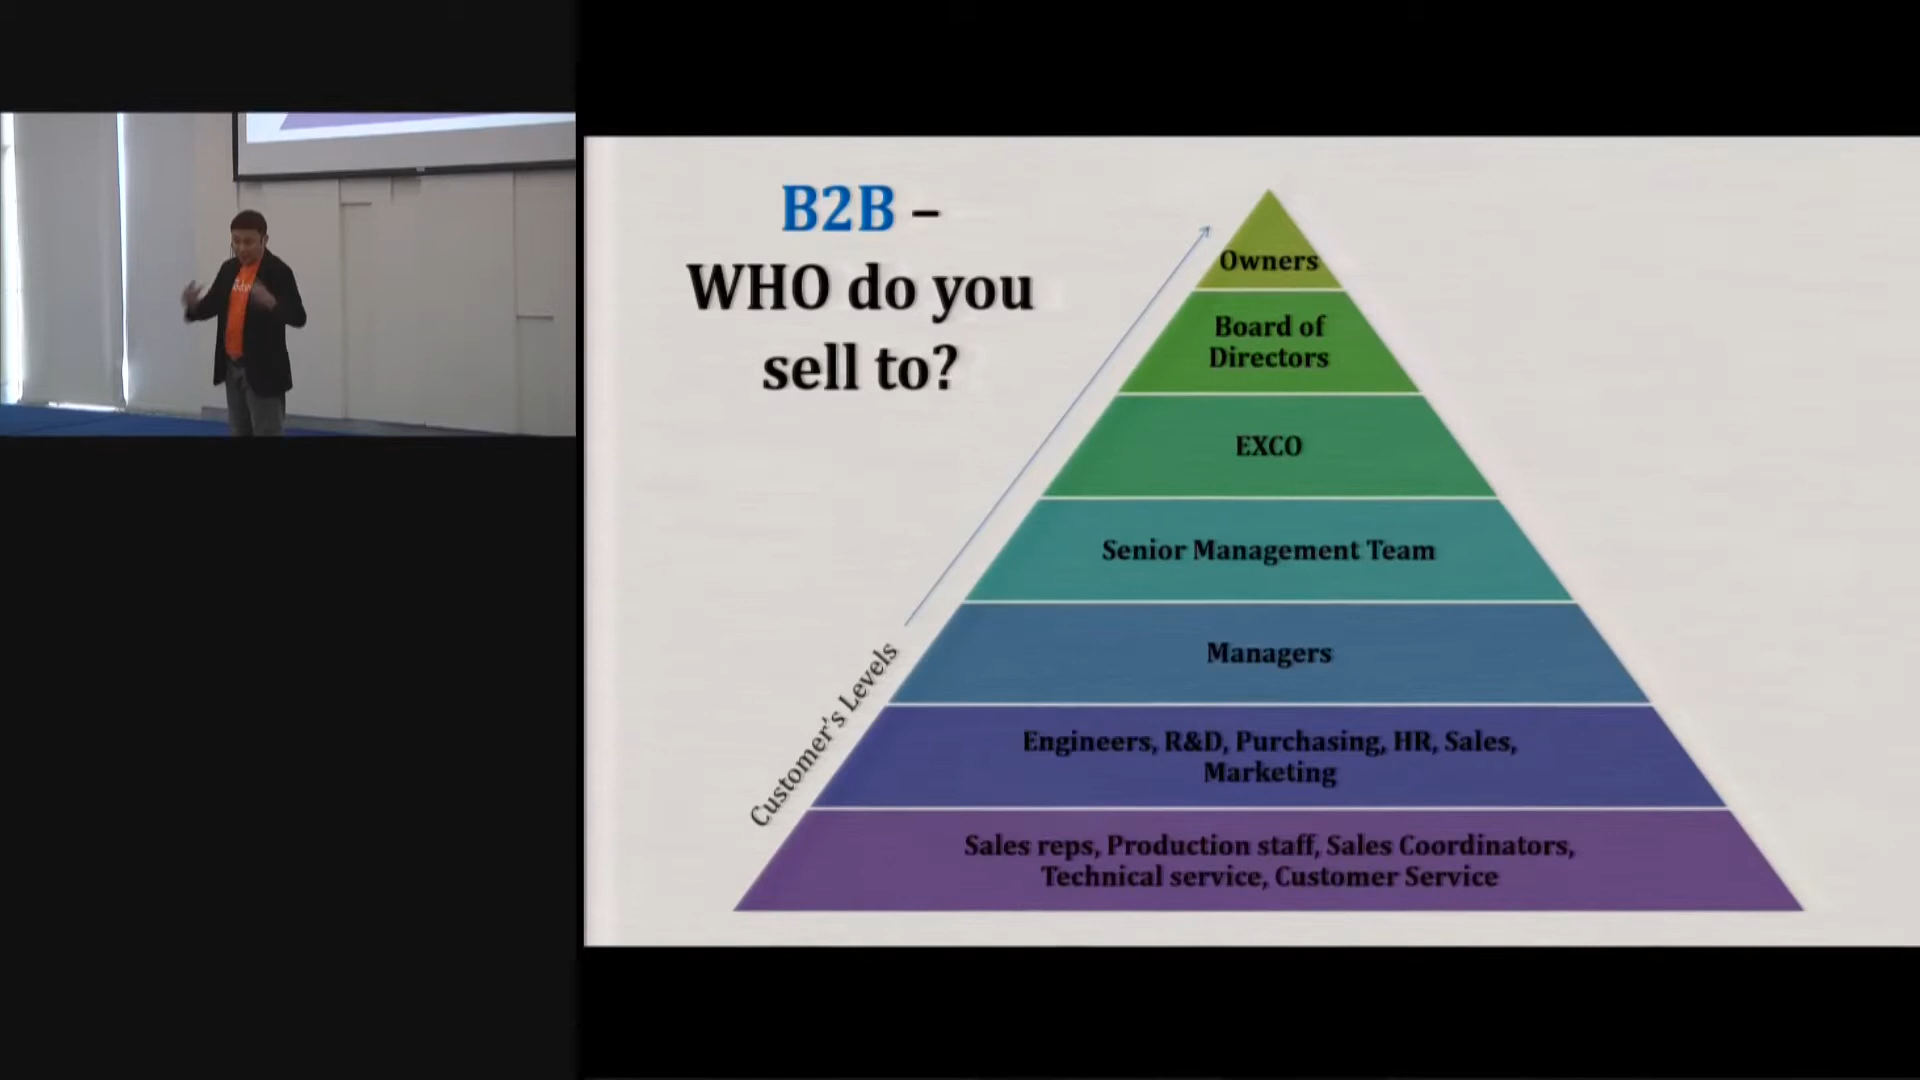 B2B –
WHO do you
sell to?
Owners
Board of
Directors
EXCO
Senior Management Team
Managers
Engineers, R&D, Purchasing, HR, Sales,
Marketing
Sales reps, Production staff, Sales Coordinators,
Technical service, Customer Service
Customer's Levels